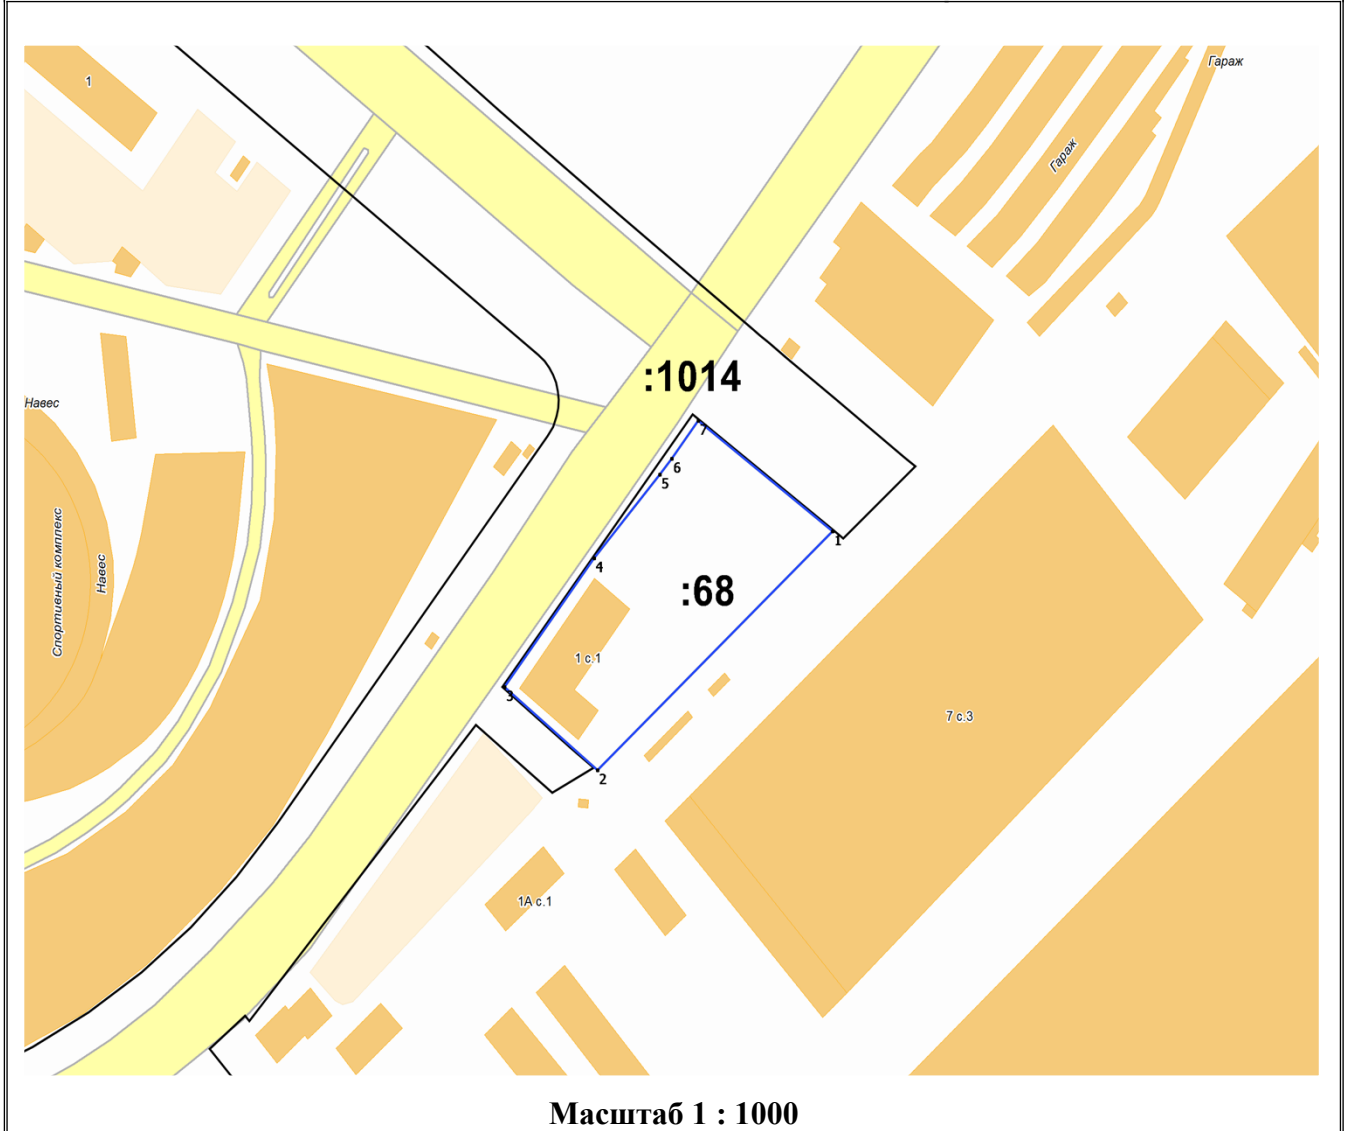 1
Гараж
Гараж
:1014
Навес
7
6
5
1
4
:68
Спортивный комплекс
Навес
1 с.1
3
7 с.3
2
1А с.1
Масштаб 1 : 1000